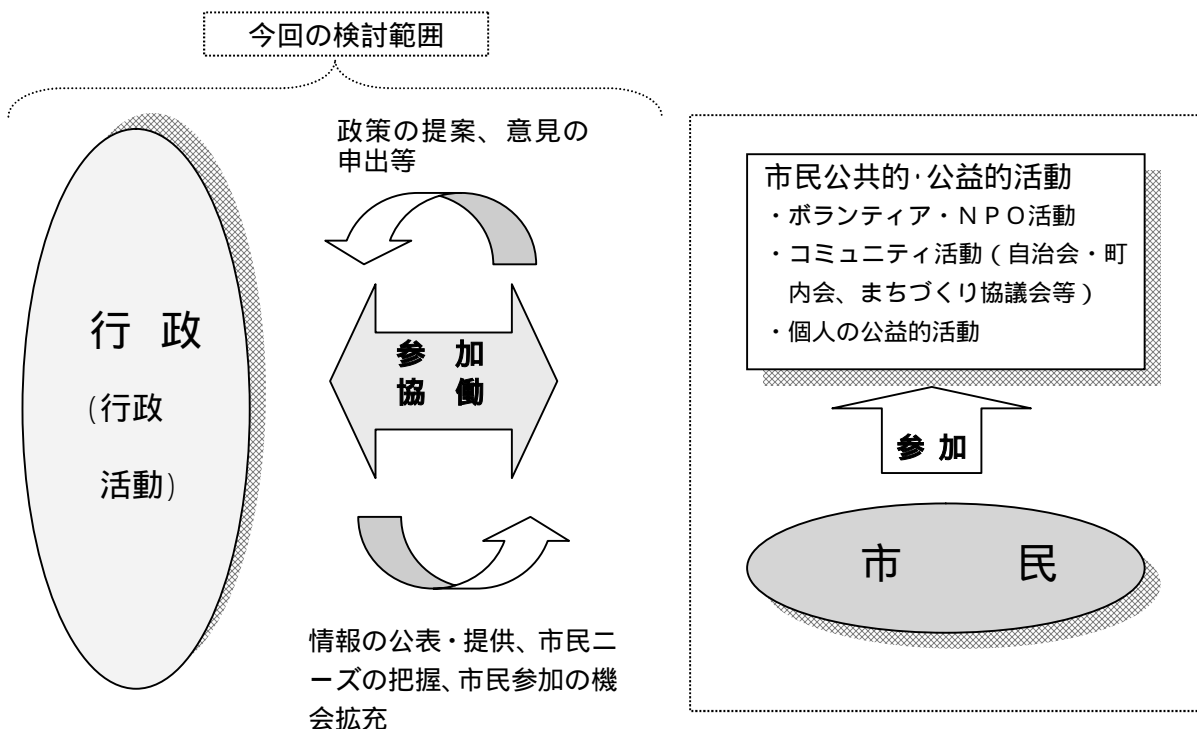 今回の検討範囲
政策の提案、意見の
申出等
行 政
(行政
活動)
参 加
協 働
情報の公表・提供、市民ニ
ーズの把握、市民参加の機
会拡充
市民公共的・公益的活動
・ボランティア・ＮＰＯ活動
・コミュニティ活動（自治会・町
内会、まちづくり協議会等）
・個人の公益的活動
参 加
市 民